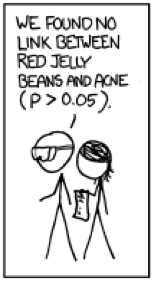 WE FOUND NO
LINK BETWEEN
RED JELLY
BEANS AND ACNE
(P > 0.05).